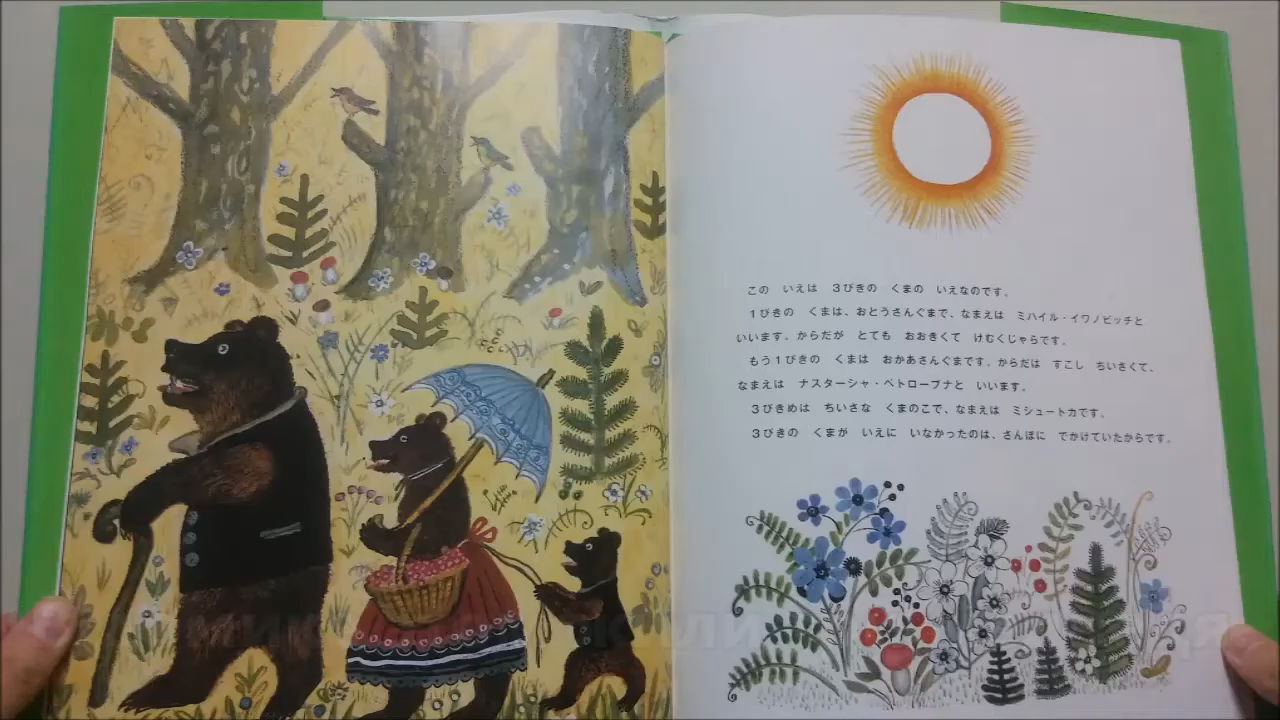 この　いえは　３びきの　くまの　いえなのです。
１ぴきの　くまは、おとうさんぐまで、なまえは　ミハイル・イワノビッチと
いいます。からだが　とても　おおきくて　けむくじゃらです。
もう１ぴきの　くまは　おかあさんぐまです。からだは　すこし　ちいさくて、
なまえは　ナスターシャ・ペトローブナと　いいます。
３びきめは　ちいさな　くまのこで、なまえは　ミシュートカです。
３びきの　くまが　いえに　いなかったのは、さんぽに　でかけていたからです。